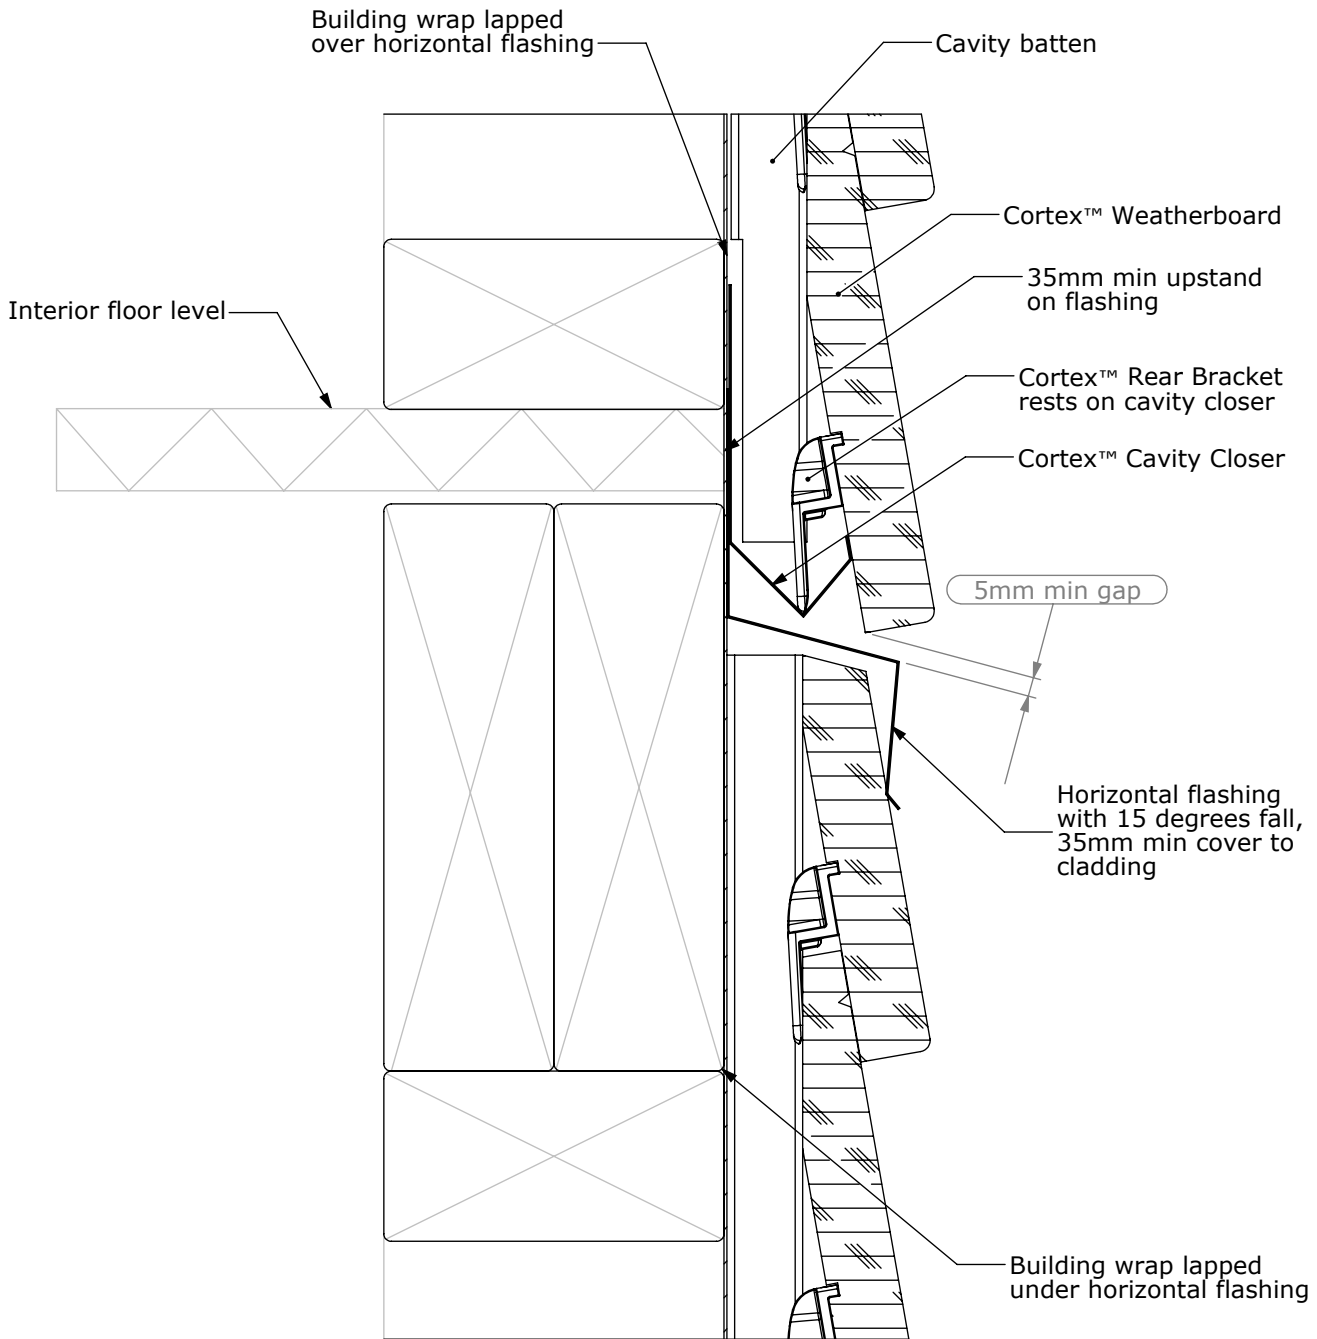 Building wrap lapped
over horizontal flashing
Cavity batten
Cortex™ Weatherboard
35mm min upstand
on flashing
Interior floor level
Cortex™ Rear Bracket
rests on cavity closer
Cortex™ Cavity Closer
5mm min gap
Horizontal flashing
with 15 degrees fall,
35mm min cover to
cladding
Building wrap lapped
under horizontal flashing